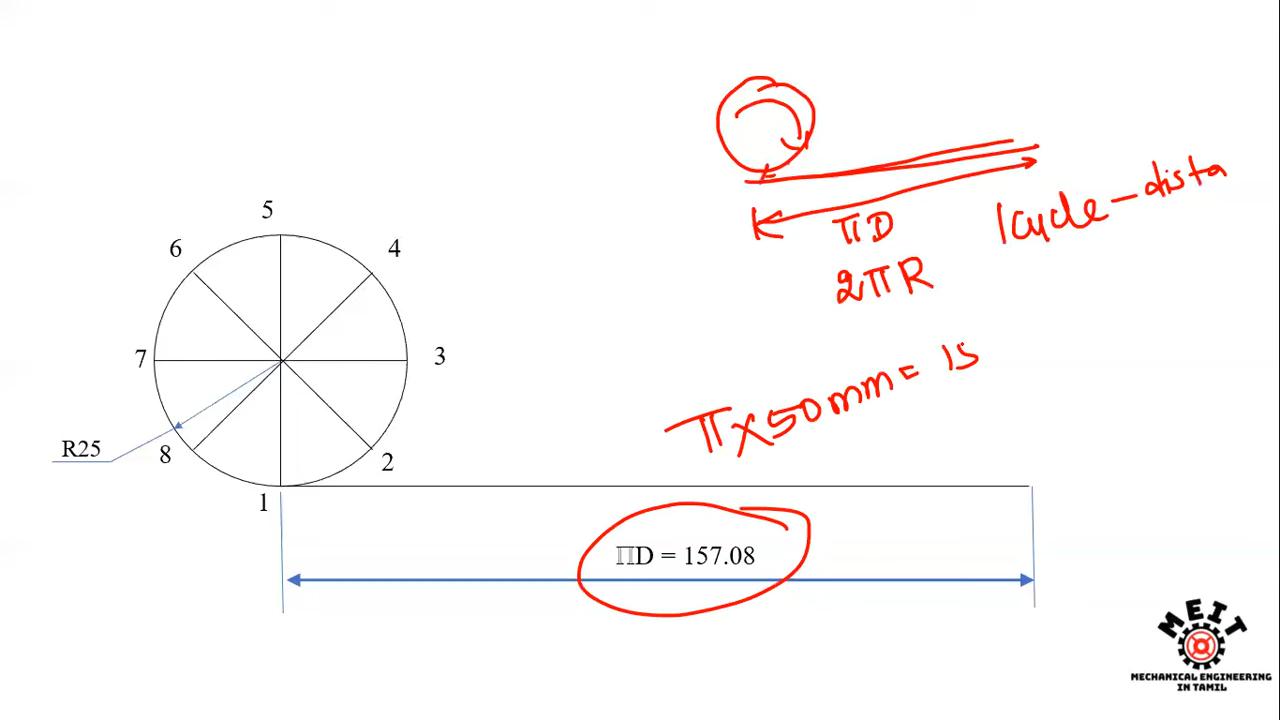 πD
1cycle - dista
2πR
5
6
4
7
3
π×50mm = 15
R25
8
2
1
ΠD = 157.08
MEIT
MECHANICAL ENGINEERING
IN TAMIL